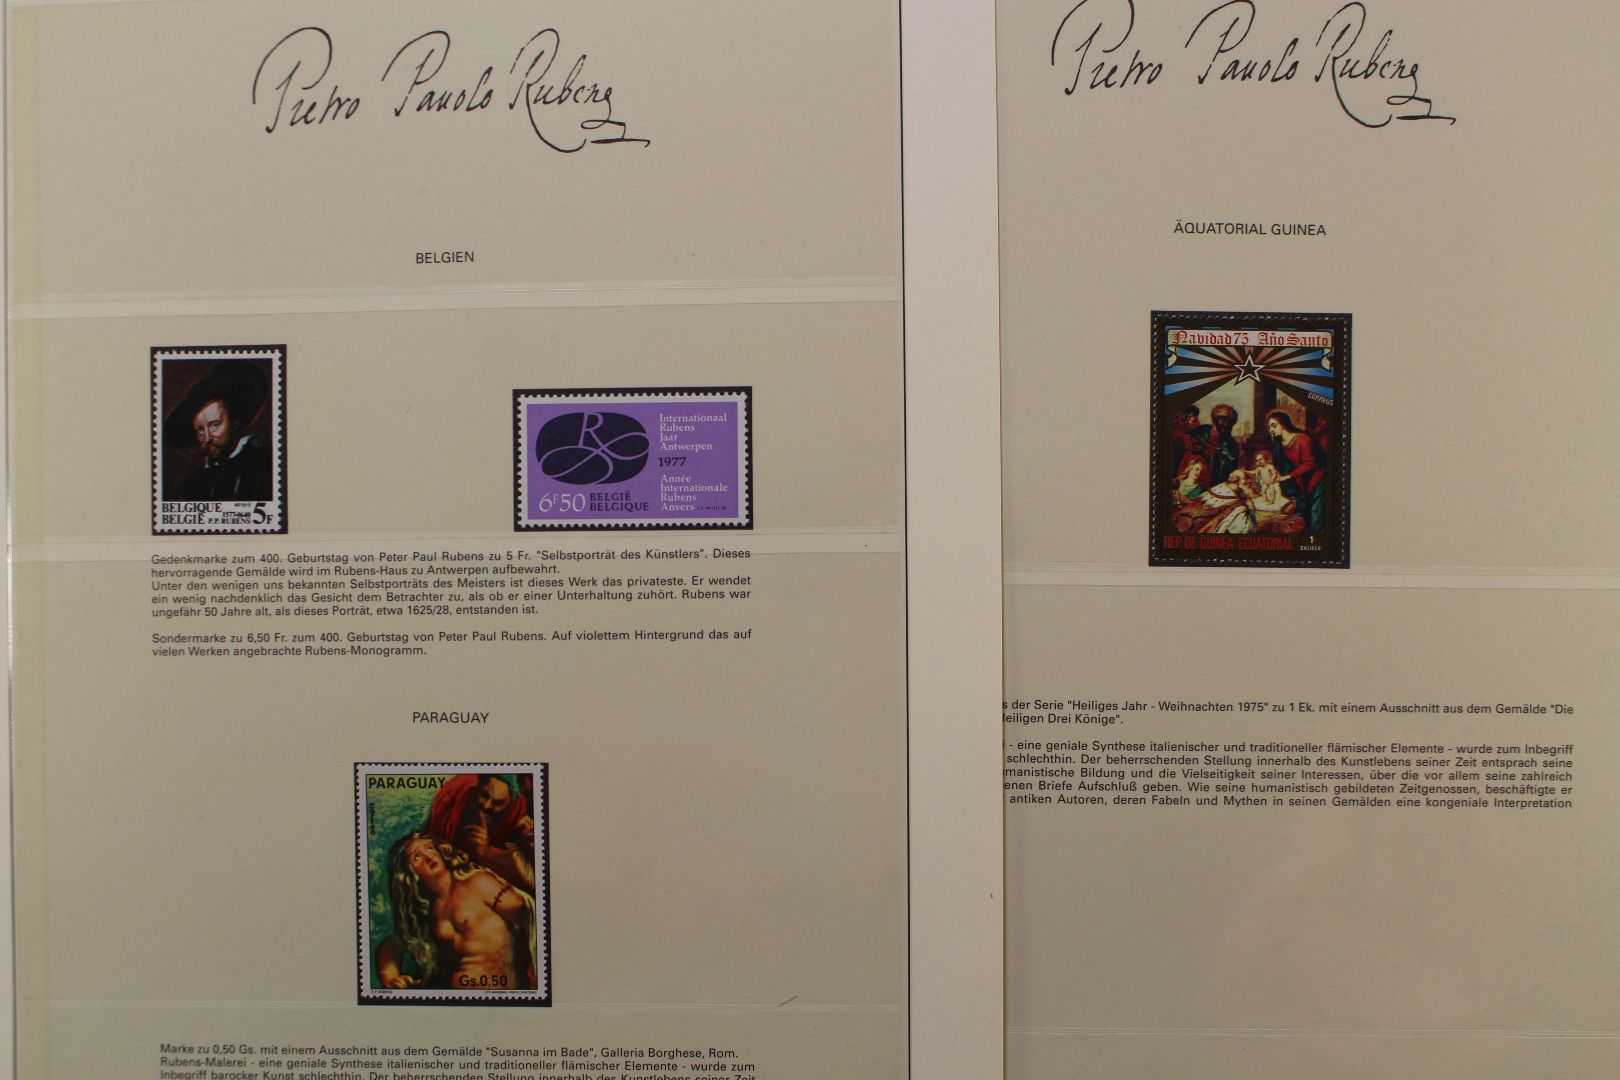 Pietro Pauolo Rubens
BELGIEN
BELGIQUE
BELGIË P.P. RUBENS
1577-1640
5F
Internationaal
Rubens
Jaar
Antwerpen
1977
Année
Internationale
Rubens
Anvers
6F50 BELGIË
BELGIQUE
Gedenkmarke zum 400. Geburtstag von Peter Paul Rubens zu 5 Fr. "Selbstporträt des Künstlers". Dieses
hervorragende Gemälde wird im Rubens-Haus zu Antwerpen aufbewahrt.
Unter den wenigen uns bekannten Selbstporträts des Meisters ist dieses Werk das privateste. Er wendet
ein wenig nachdenklich das Gesicht dem Betrachter zu, als ob er einer Unterhaltung zuhört. Rubens war
ungefähr 50 Jahre alt, als dieses Porträt, etwa 1625/28, entstanden ist.
Sondermarke zu 6,50 Fr. zum 400. Geburtstag von Peter Paul Rubens. Auf violettem Hintergrund das auf
vielen Werken angebrachte Rubens-Monogramm.
PARAGUAY
PARAGUAY
CORREO
Gs.0.50
Marke zu 0,50 Gs. mit einem Ausschnitt aus dem Gemälde "Susanna im Bade", Galleria Borghese, Rom.
Rubens-Malerei - eine geniale Synthese italienischer und traditioneller flämischer Elemente - wurde zum
Inbegriff barocker Kunst schlechthin. Der beherrschenden Stellung innerhalb des Kunstlebens seiner Zeit
Pietro Pauolo Rubens
ÄQUATORIAL GUINEA
Navidad 75 Año Santo
CORREOS
REP. DE GUINEA ECUATORIAL
1
EKUELE
s der Serie "Heiliges Jahr - Weihnachten 1975" zu 1 Ek. mit einem Ausschnitt aus dem Gemälde "Die
eiligen Drei Könige".
i - eine geniale Synthese italienischer und traditioneller flämischer Elemente - wurde zum Inbegriff
schlechthin. Der beherrschenden Stellung innerhalb des Kunstlebens seiner Zeit entsprach seine
manistische Bildung und die Vielseitigkeit seiner Interessen, über die vor allem seine zahlreich
enen Briefe Aufschluß geben. Wie seine humanistisch gebildeten Zeitgenossen, beschäftigte er
antiken Autoren, deren Fabeln und Mythen in seinen Gemälden eine kongeniale Interpretation